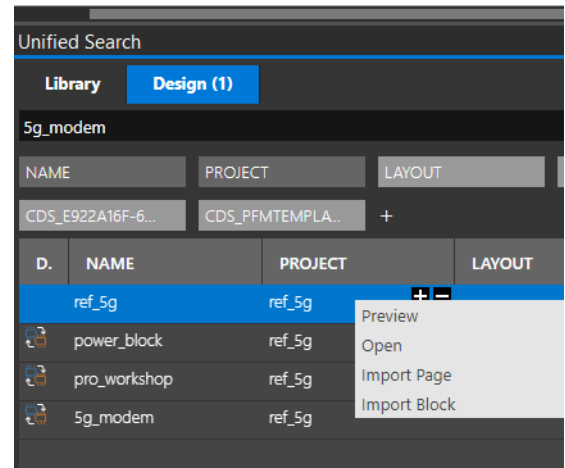 Unified Search
Library Design (1)
5g_modem
NAME PROJECT LAYOUT
CDS_E922A16F-6... CDS_PFMTEMPLA... +
D. NAME PROJECT LAYOUT
ref_5g ref_5g
Preview
power_block ref_5g
Open
pro_workshop ref_5g
Import Page
5g_modem ref_5g
Import Block